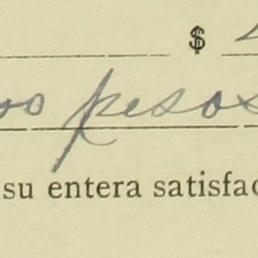 $
pesos
su entera satisfac